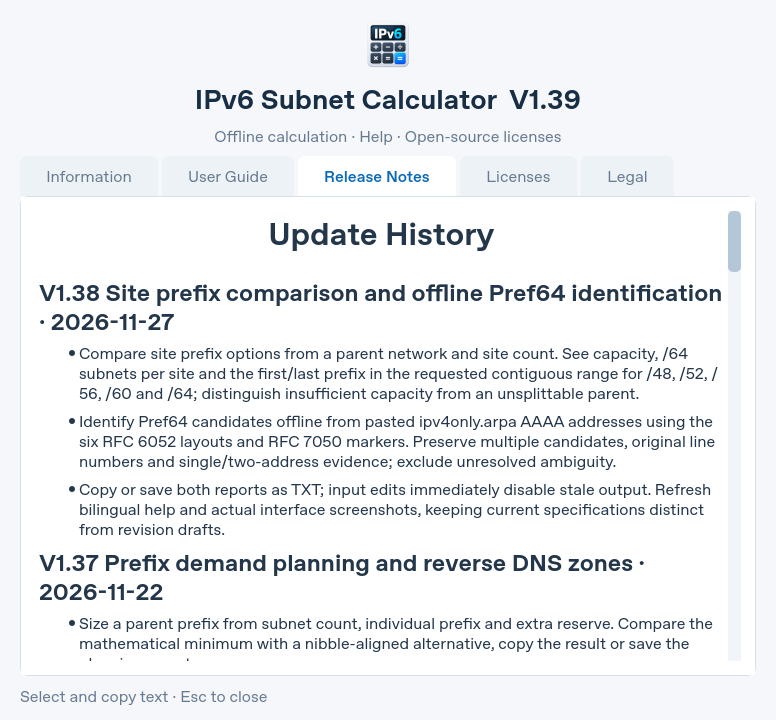 IPv6
IPv6 Subnet Calculator V1.39
Offline calculation · Help · Open-source licenses
Information
User Guide
Release Notes
Licenses
Legal
Update History
V1.38 Site prefix comparison and offline Pref64 identification
· 2026-11-27
• Compare site prefix options from a parent network and site count. See capacity, /64
subnets per site and the first/last prefix in the requested contiguous range for /48, /52, /
56, /60 and /64; distinguish insufficient capacity from an unsplittable parent.
• Identify Pref64 candidates offline from pasted ipv4only.arpa AAAA addresses using the
six RFC 6052 layouts and RFC 7050 markers. Preserve multiple candidates, original line
numbers and single/two-address evidence; exclude unresolved ambiguity.
• Copy or save both reports as TXT; input edits immediately disable stale output. Refresh
bilingual help and actual interface screenshots, keeping current specifications distinct
from revision drafts.
V1.37 Prefix demand planning and reverse DNS zones ·
2026-11-22
• Size a parent prefix from subnet count, individual prefix and extra reserve. Compare the
mathematical minimum with a nibble-aligned alternative, copy the result or save the
Select and copy text · Esc to close